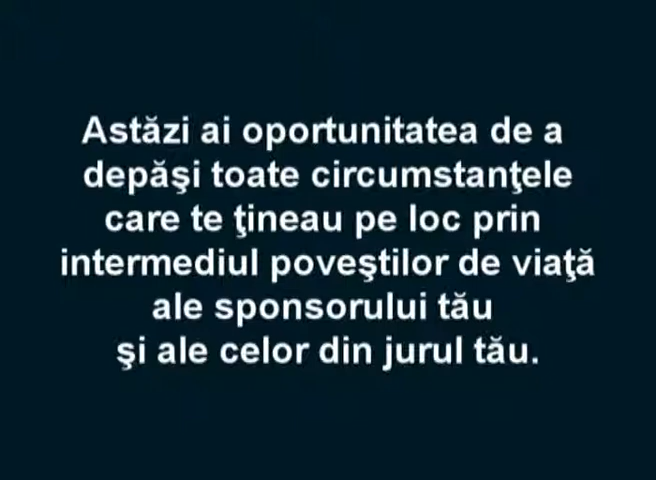 Astăzi ai oportunitatea de a
depăşi toate circumstanţele
care te ţineau pe loc prin
intermediul poveştilor de viaţă
ale sponsorului tău
şi ale celor din jurul tău.